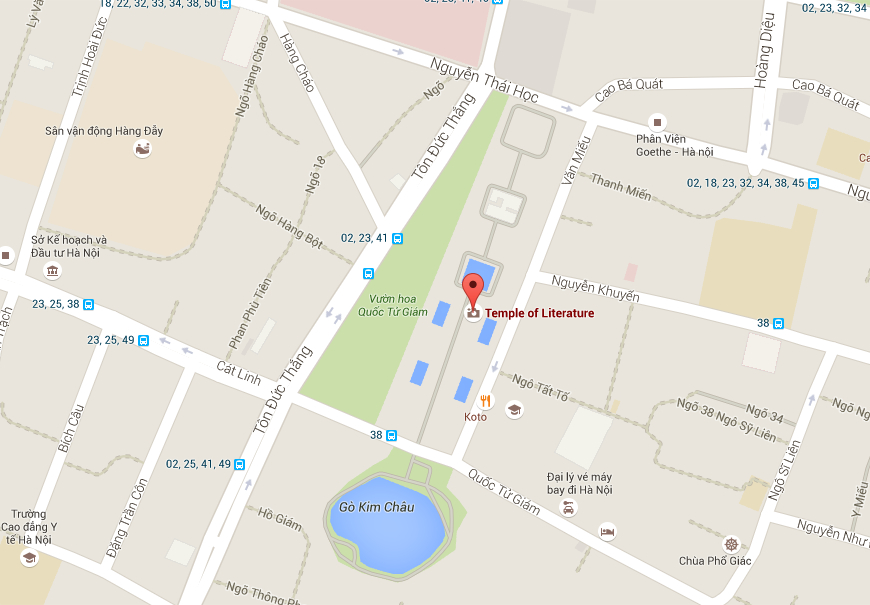 18, 22, 32, 33, 34, 38, 50
02, 23, 32, 34
Trịnh Hoài Đức
Hàng Cháo
Ngõ Hàng Cháo
Nguyễn Thái Học
Hoàng Diệu
Cao Bá Quát
Cao Bá Quát
Ngõ
Tôn Đức Thắng
Sân vận động Hàng Đẫy
Phân Viện
Goethe - Hà nội
Văn Miếu
Ngõ 18
Thanh Miến
02, 18, 23, 32, 34, 38, 45
Ngõ Hàng Bột
02, 23, 41
Sở Kế hoạch và
Đầu tư Hà Nội
Nguyễn Khuyến
Phan Phù Tiên
Vườn hoa
Quốc Tử Giám
Temple of Literature
23, 25, 38
38
23, 25, 49
Cát Linh
Tôn Đức Thắng
Ngõ Tất Tố
Koto
Ngõ 34
Ngõ 38 Ngô Sỹ Liên
Bích Câu
38
Ngô Sĩ Liên
02, 25, 41, 49
Quốc Tử Giám
Đại lý vé máy
bay đi Hà Nội
Y Miếu
Đặng Trần Côn
Gò Kim Châu
Hồ Giám
Trường
Cao đẳng Y
tế Hà Nội
Nguyễn Như
Chùa Phổ Giác